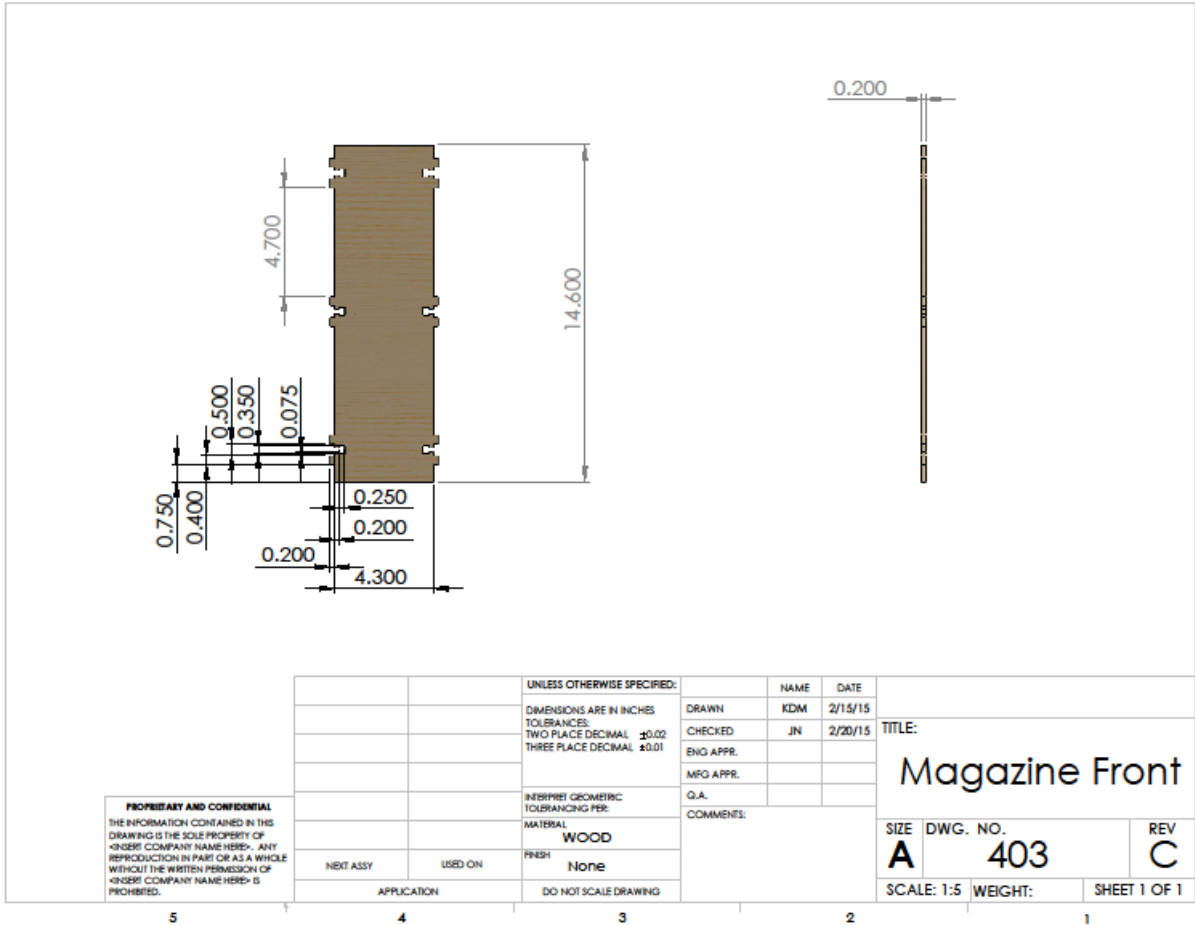 0.200
4.700
14.600
0.500
0.350
0.075
0.750
0.400
0.250
0.200
0.200
4.300
UNLESS OTHERWISE SPECIFIED:
DIMENSIONS ARE IN INCHES
TOLERANCES:
TWO PLACE DECIMAL ±0.02
THREE PLACE DECIMAL ±0.01
INTERPRET GEOMETRIC
TOLERANCING PER:
MATERIAL
WOOD
FINISH
None
DO NOT SCALE DRAWING
NAME DATE
DRAWN KDM 2/15/15
CHECKED JN 2/20/15
ENG APPR.
MFG APPR.
Q.A.
COMMENTS:
TITLE:
Magazine Front
SIZE DWG. NO. REV
A 403 C
SCALE: 1:5 WEIGHT: SHEET 1 OF 1
PROPRIETARY AND CONFIDENTIAL
THE INFORMATION CONTAINED IN THIS
DRAWING IS THE SOLE PROPERTY OF
<INSERT COMPANY NAME HERE>. ANY
REPRODUCTION IN PART OR AS A WHOLE
WITHOUT THE WRITTEN PERMISSION OF
<INSERT COMPANY NAME HERE> IS
PROHIBITED.
NEXT ASSY USED ON
APPLICATION
5 4 3 2 1